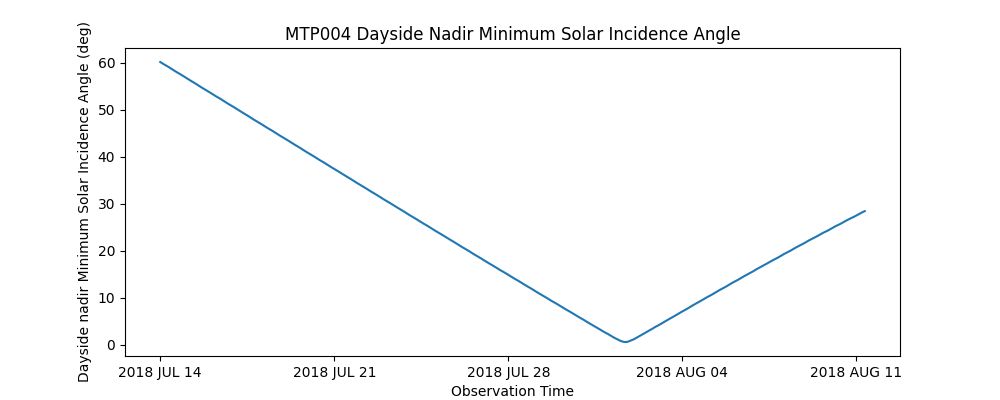 MTP004 Dayside Nadir Minimum Solar Incidence Angle
Dayside nadir Minimum Solar Incidence Angle (deg)
60
50
40
30
20
10
0
2018 JUL 14
2018 JUL 21
2018 JUL 28
2018 AUG 04
2018 AUG 11
Observation Time